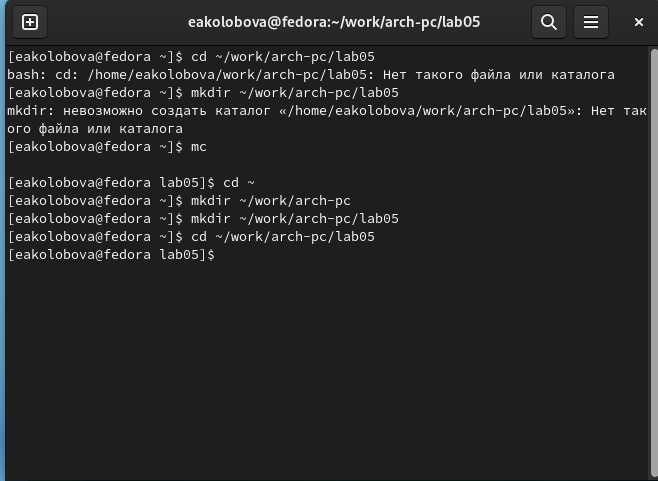 eakolobova@fedora:~/work/arch-pc/lab05
[eakolobova@fedora ~]$ cd ~/work/arch-pc/lab05
bash: cd: /home/eakolobova/work/arch-pc/lab05: Нет такого файла или каталога
[eakolobova@fedora ~]$ mkdir ~/work/arch-pc/lab05
mkdir: невозможно создать каталог «/home/eakolobova/work/arch-pc/lab05»: Нет так
ого файла или каталога
[eakolobova@fedora ~]$ mc
[eakolobova@fedora lab05]$ cd ~
[eakolobova@fedora ~]$ mkdir ~/work/arch-pc
[eakolobova@fedora ~]$ mkdir ~/work/arch-pc/lab05
[eakolobova@fedora ~]$ cd ~/work/arch-pc/lab05
[eakolobova@fedora lab05]$